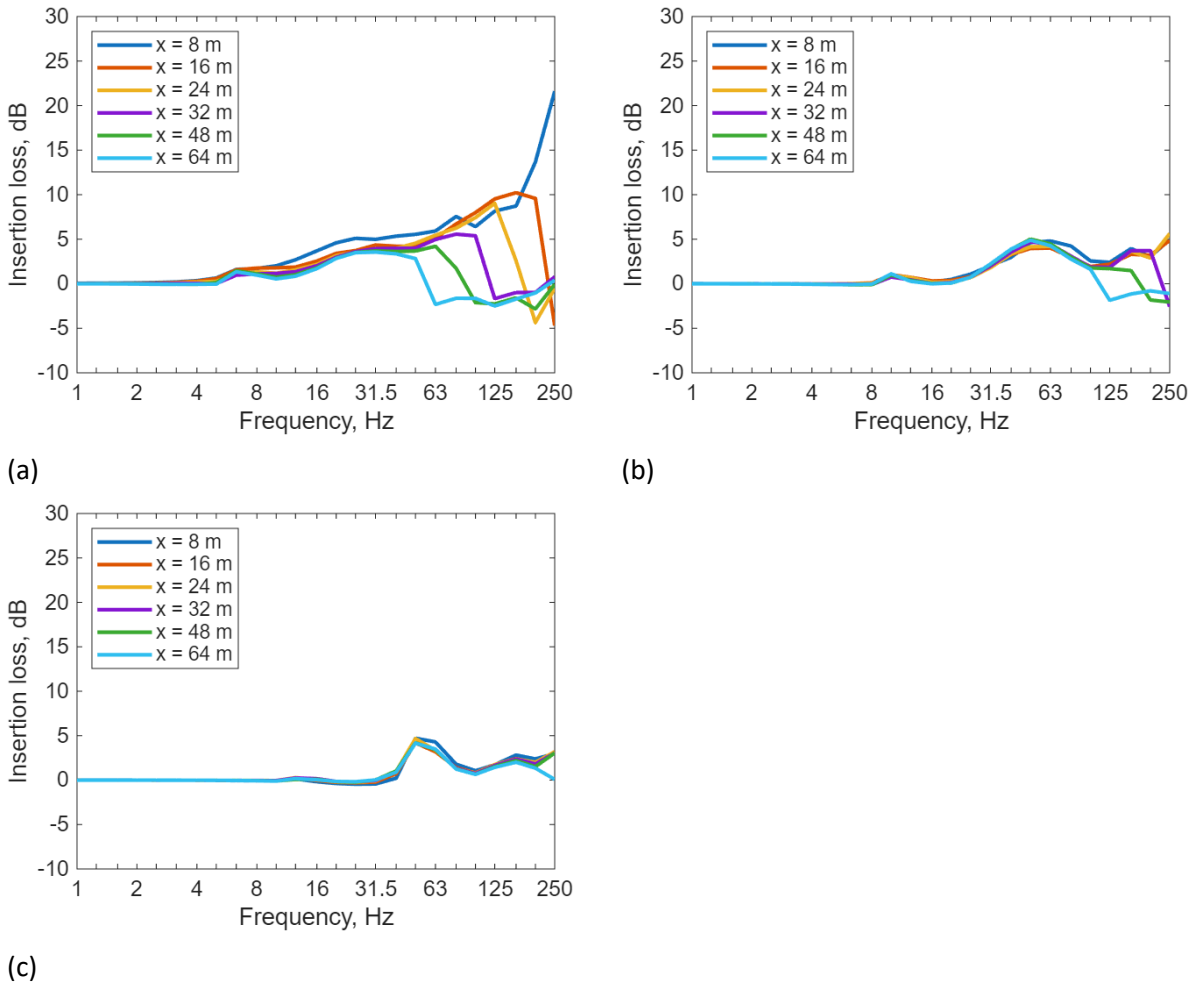 30
25
20
15
10
5
0
-5
-10
Insertion loss, dB
x = 8 m
x = 16 m
x = 24 m
x = 32 m
x = 48 m
x = 64 m
1 2 4 8 16 31.5 63 125 250
Frequency, Hz
(a)
30
25
20
15
10
5
0
-5
-10
Insertion loss, dB
x = 8 m
x = 16 m
x = 24 m
x = 32 m
x = 48 m
x = 64 m
1 2 4 8 16 31.5 63 125 250
Frequency, Hz
(b)
30
25
20
15
10
5
0
-5
-10
Insertion loss, dB
x = 8 m
x = 16 m
x = 24 m
x = 32 m
x = 48 m
x = 64 m
1 2 4 8 16 31.5 63 125 250
Frequency, Hz
(c)